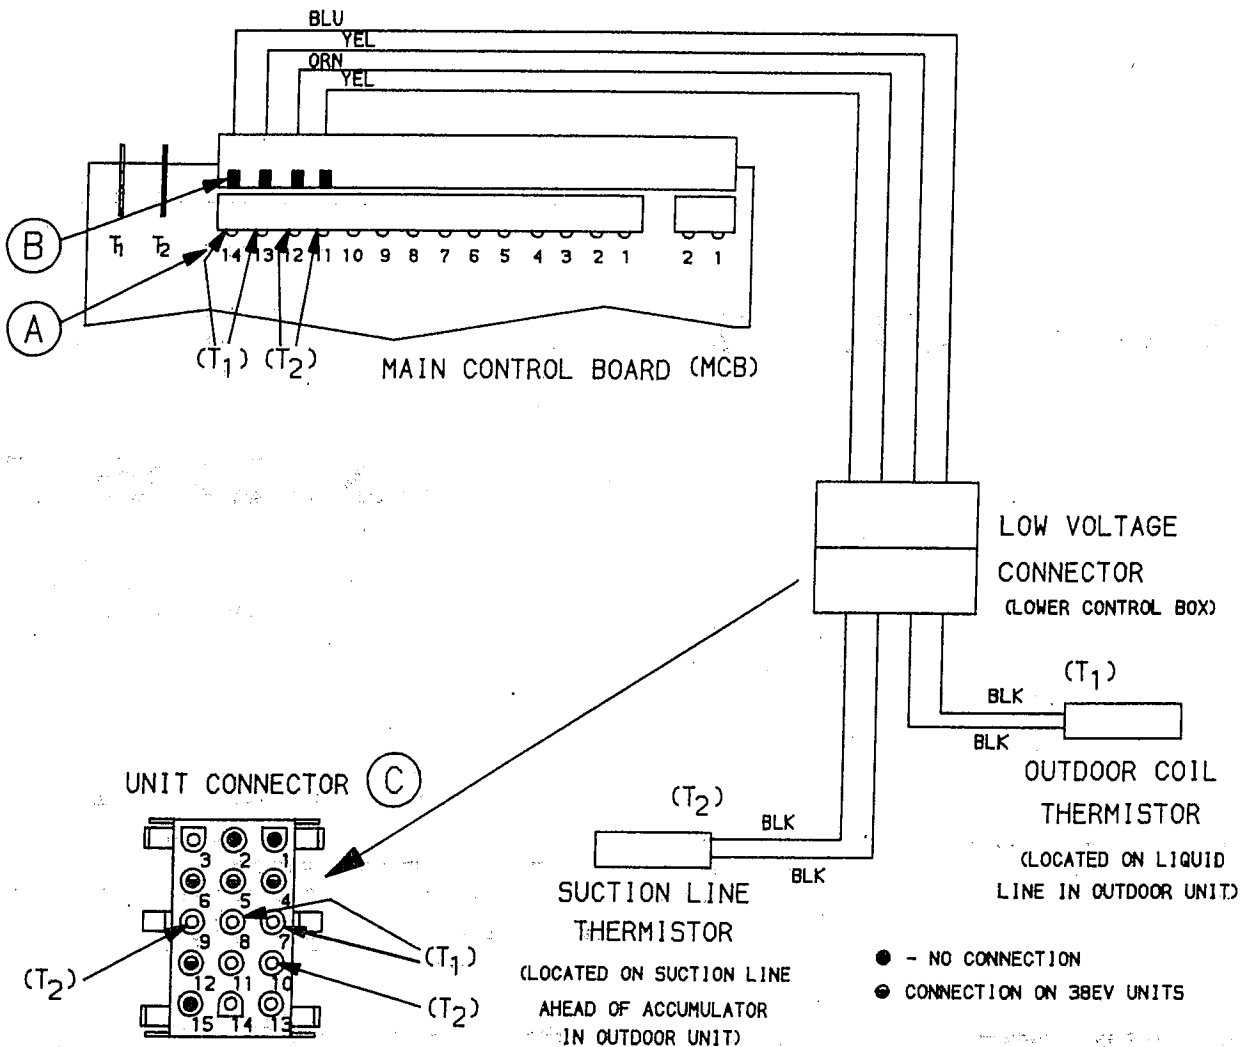 BLU
YEL
ORN
YEL
B
T1 T2
14 13 12 11 10 9 8 7 6 5 4 3 2 1 2 1
A
(T1) (T2)
MAIN CONTROL BOARD (MCB)
LOW VOLTAGE
CONNECTOR
(LOWER CONTROL BOX)
(T1)
BLK
BLK
OUTDOOR COIL
THERMISTOR
(LOCATED ON LIQUID
LINE IN OUTDOOR UNIT)
(T2)
BLK
BLK
SUCTION LINE
THERMISTOR
(LOCATED ON SUCTION LINE
AHEAD OF ACCUMULATOR
IN OUTDOOR UNIT)
UNIT CONNECTOR C
3 2 1
6 5 4
9 8 7
12 11 10
15 14 13
(T2)
(T1)
(T2)
- NO CONNECTION
CONNECTION ON 38EV UNITS